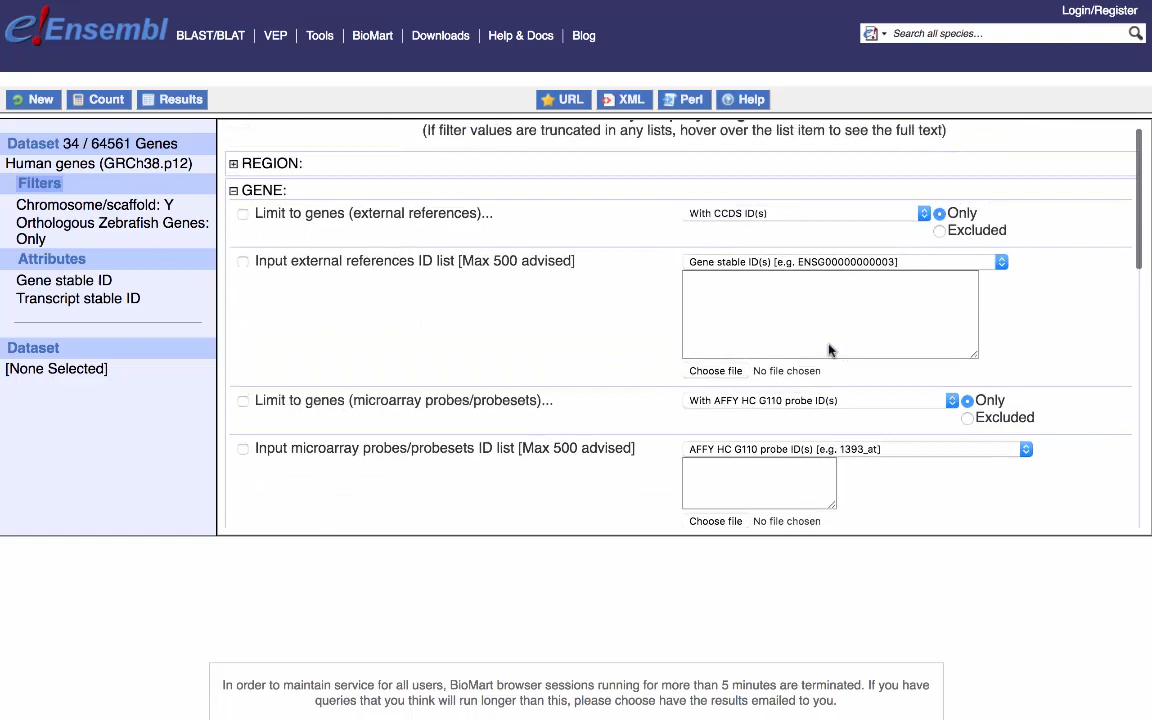 Login/Register
e!Ensembl
BLAST/BLAT | VEP | Tools | BioMart | Downloads | Help & Docs | Blog
Search all species...
New Count Results URL XML Perl Help
Dataset 34 / 64561 Genes
Human genes (GRCh38.p12)
Filters
Chromosome/scaffold: Y
Orthologous Zebrafish Genes:
Only
Attributes
Gene stable ID
Transcript stable ID
Dataset
[None Selected]
(If filter values are truncated in any lists, hover over the list item to see the full text)
REGION:
GENE:
Limit to genes (external references)... With CCDS ID(s) Only
Excluded
Input external references ID list [Max 500 advised] Gene stable ID(s) [e.g. ENSG00000000003]
Choose file No file chosen
Limit to genes (microarray probes/probesets)... With AFFY HC G110 probe ID(s) Only
Excluded
Input microarray probes/probesets ID list [Max 500 advised] AFFY HC G110 probe ID(s) [e.g. 1393_at]
Choose file No file chosen
In order to maintain service for all users, BioMart browser sessions running for more than 5 minutes are terminated. If you have
queries that you think will run longer than this, please choose have the results emailed to you.